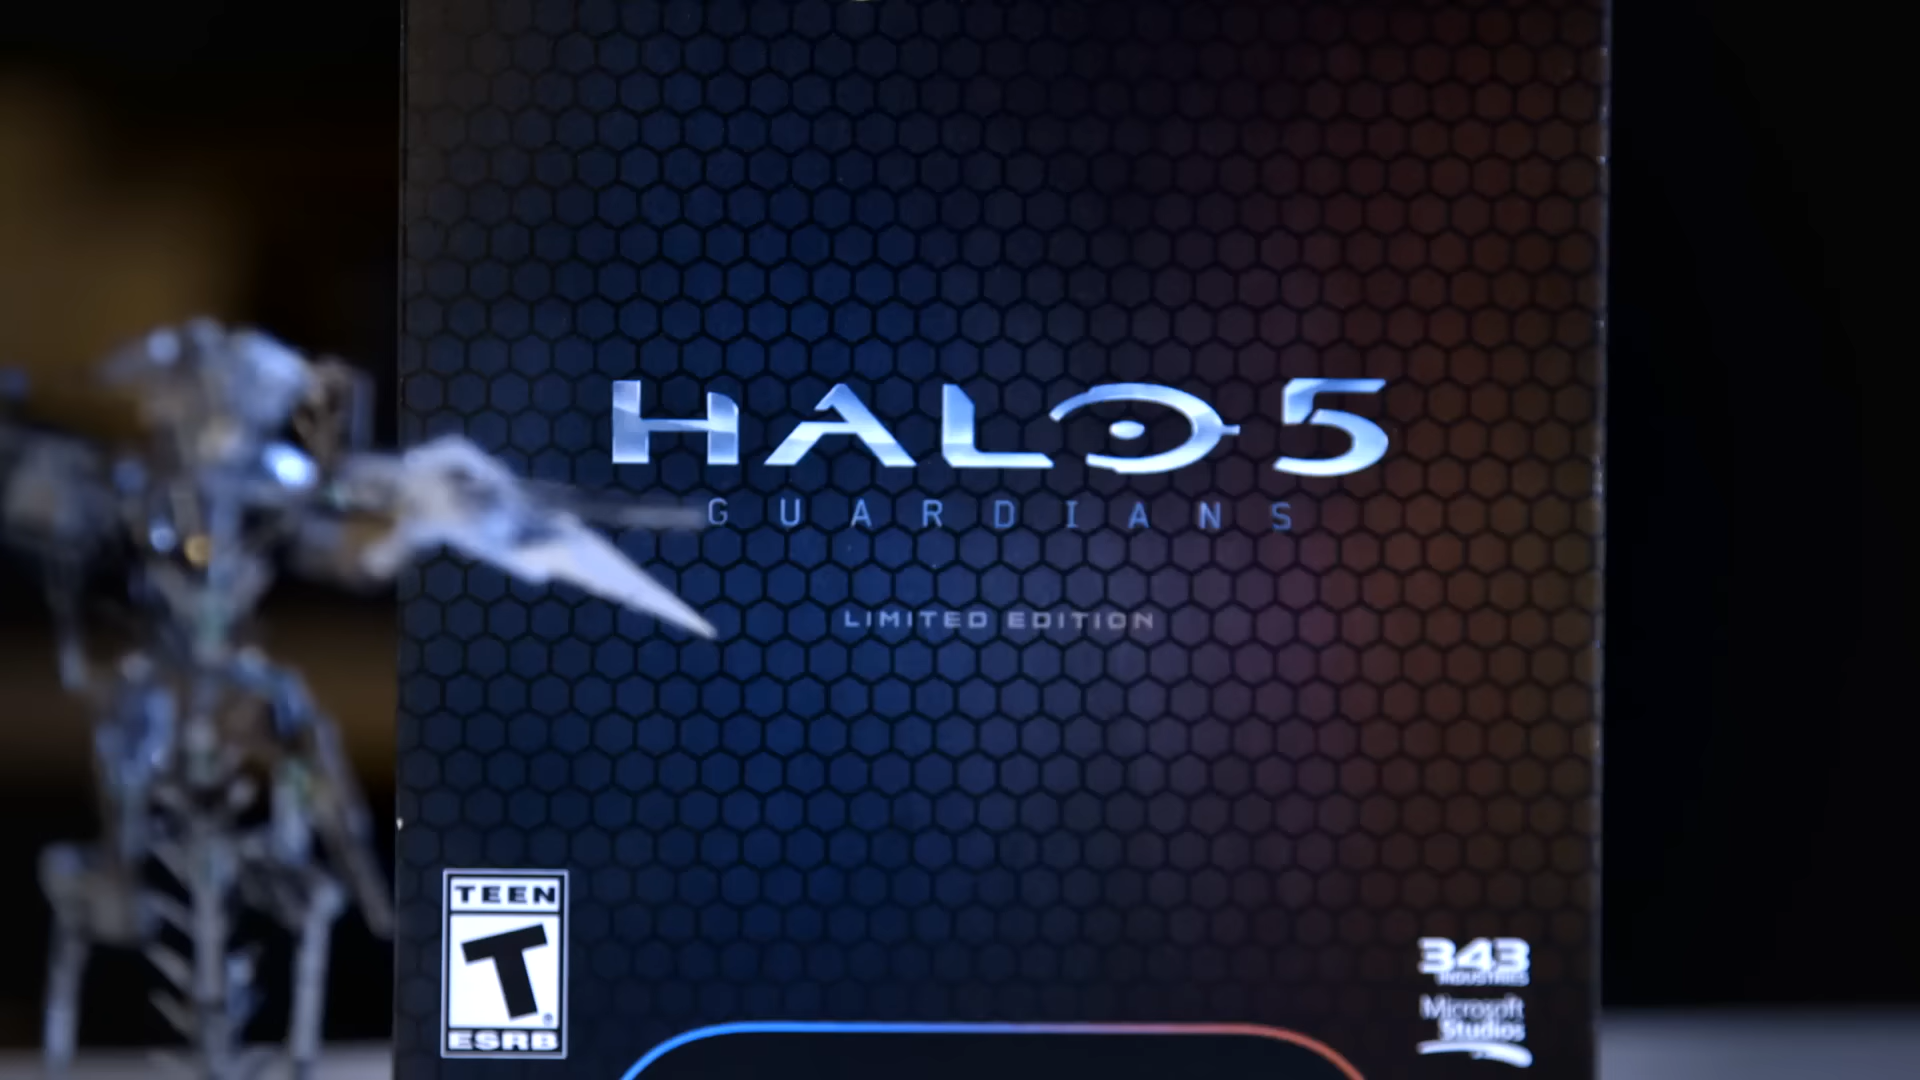 HALO 5
GUARDIANS
LIMITED EDITION
TEEN
T
ESRB
343
INDUSTRIES
Microsoft
Studios